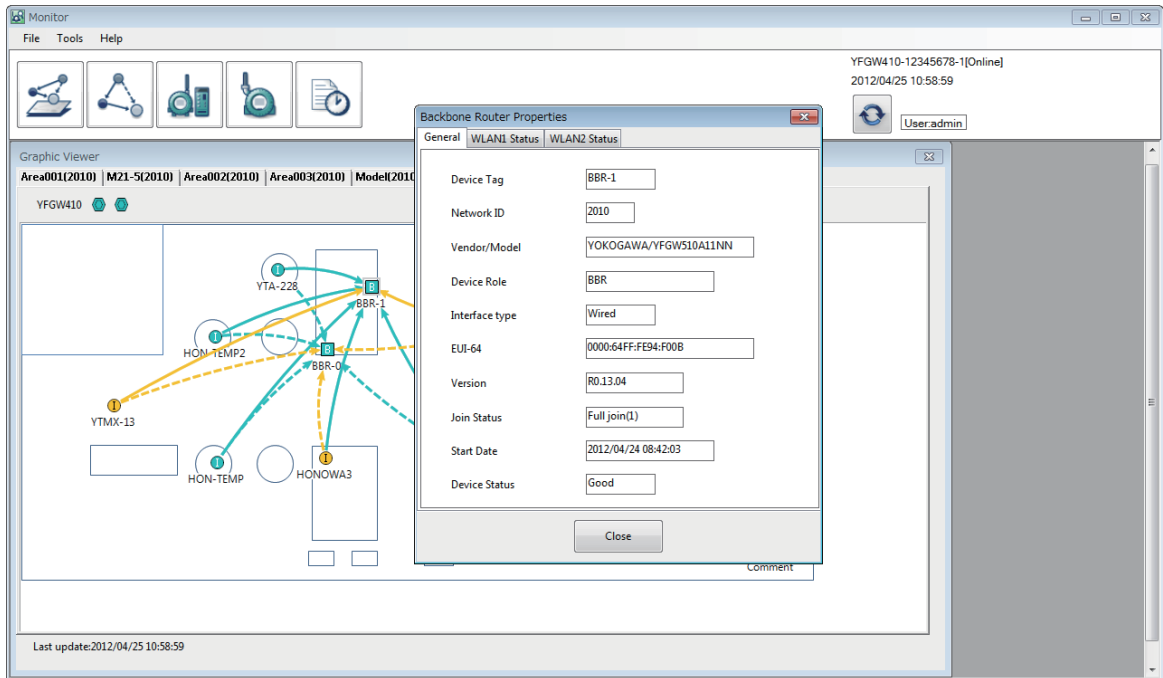 Monitor
File Tools Help
YFGW410-12345678-1[Online]
2012/04/25 10:58:59
User:admin
Graphic Viewer
Area001(2010) M21-5(2010) Area002(2010) Area003(2010) Model(2010
YFGW410
I
YTA-228
B
BBR-1
I
HON-TEMP2
B
BBR-0
I
YTMX-13
I
HON-TEMP
I
HONOWA3
Comment
Last update:2012/04/25 10:58:59
Backbone Router Properties
General WLAN1 Status WLAN2 Status
Device Tag BBR-1
Network ID 2010
Vendor/Model YOKOGAWA/YFGW510A11NN
Device Role BBR
Interface type Wired
EUI-64 0000:64FF:FE94:F00B
Version R0.13.04
Join Status Full join(1)
Start Date 2012/04/24 08:42:03
Device Status Good
Close